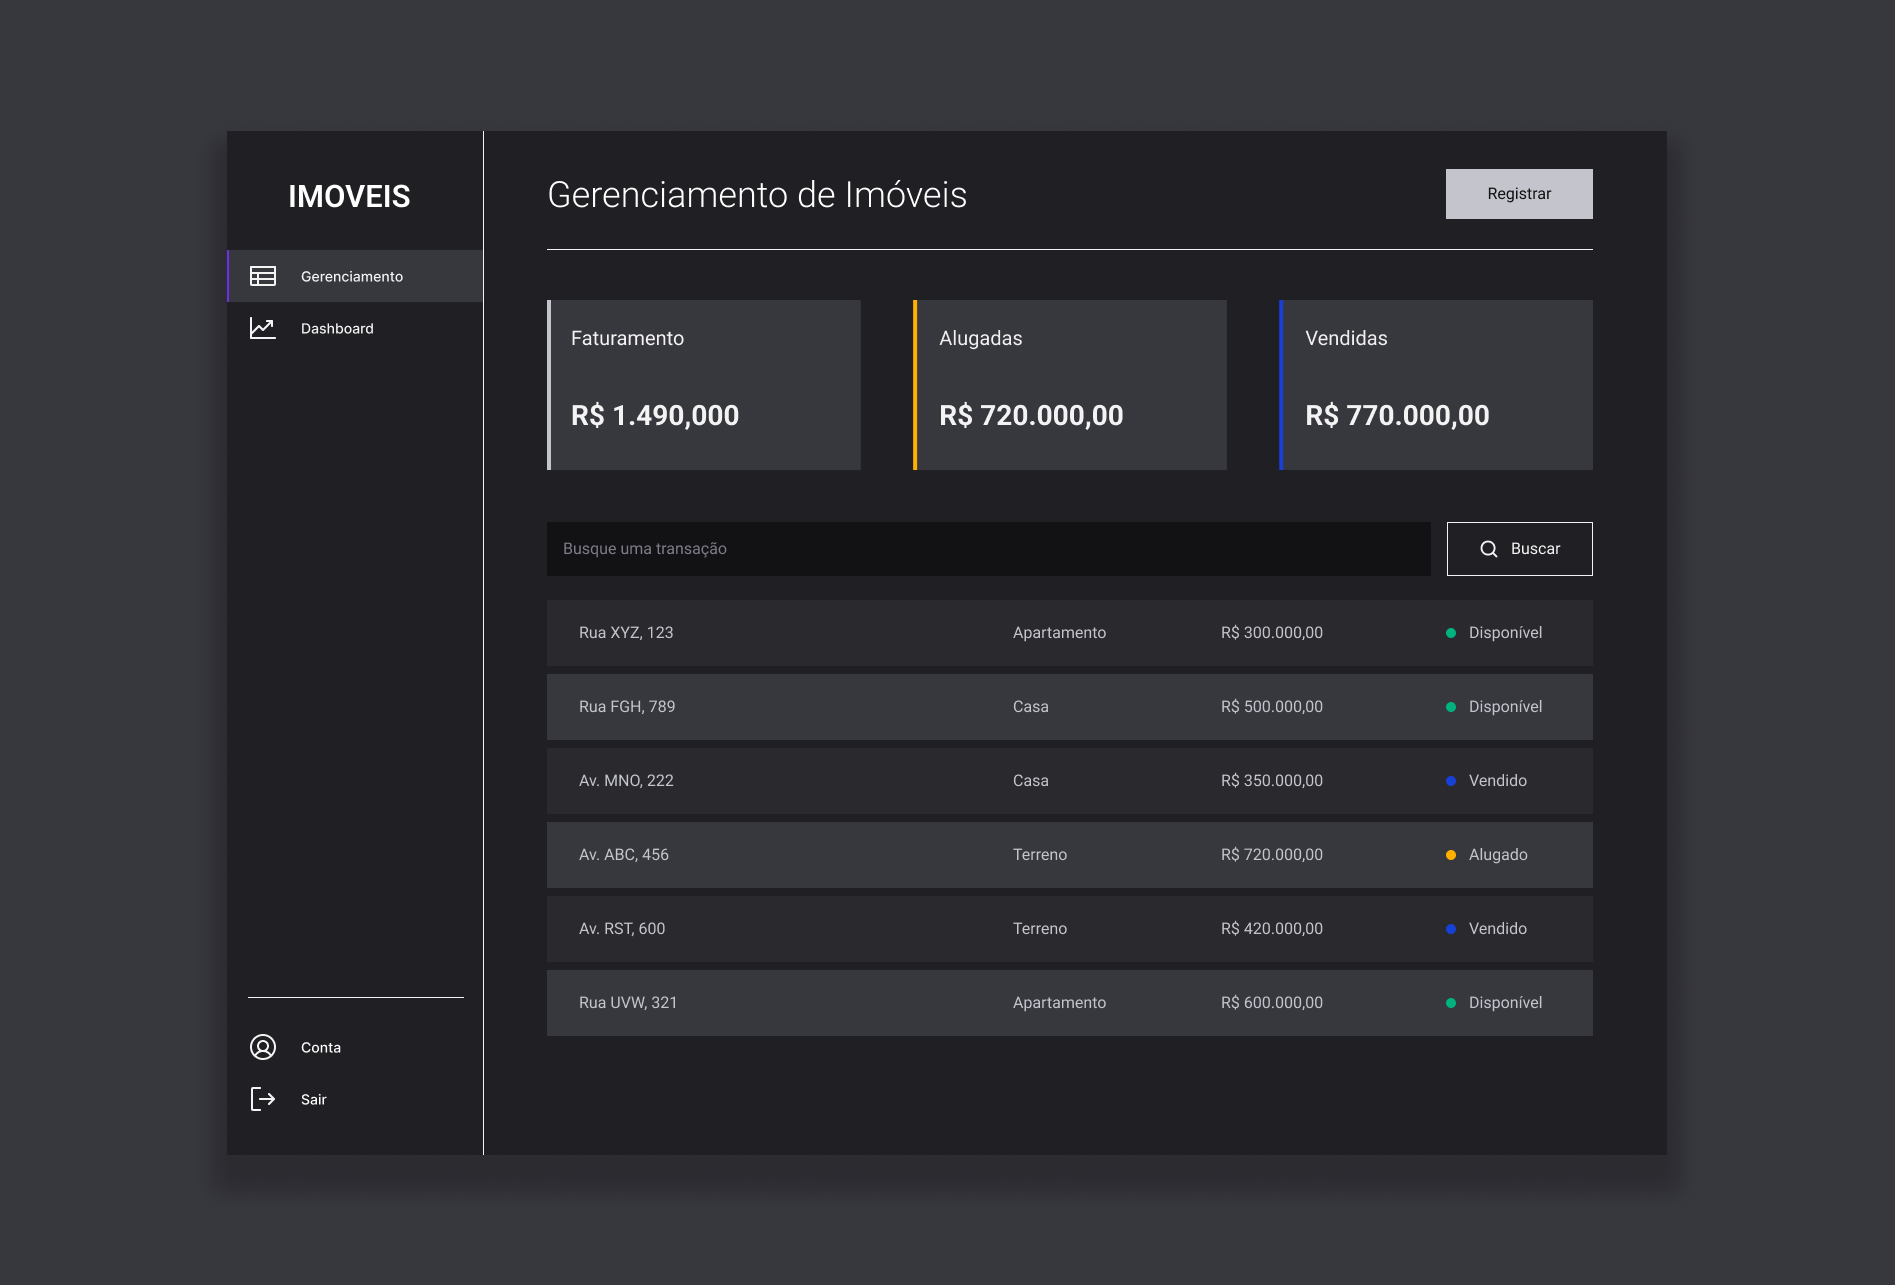 IMOVEIS
Gerenciamento
Dashboard
Conta
Sair
Gerenciamento de Imóveis
Registrar
Faturamento
R$ 1.490,000
Alugadas
R$ 720.000,00
Vendidas
R$ 770.000,00
Busque uma transação
Buscar
Rua XYZ, 123 Apartamento R$ 300.000,00 Disponível
Rua FGH, 789 Casa R$ 500.000,00 Disponível
Av. MNO, 222 Casa R$ 350.000,00 Vendido
Av. ABC, 456 Terreno R$ 720.000,00 Alugado
Av. RST, 600 Terreno R$ 420.000,00 Vendido
Rua UVW, 321 Apartamento R$ 600.000,00 Disponível